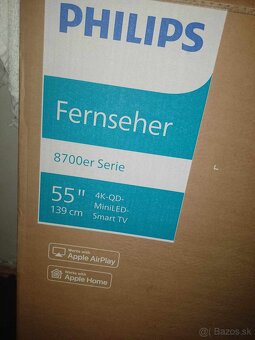 PHILIPS
Fernseher
8700er Serie
55"
139 cm
4K-QD-
MiniLED-
Smart TV
Works with
Apple AirPlay
Works with
Apple Home
Bazos.sk